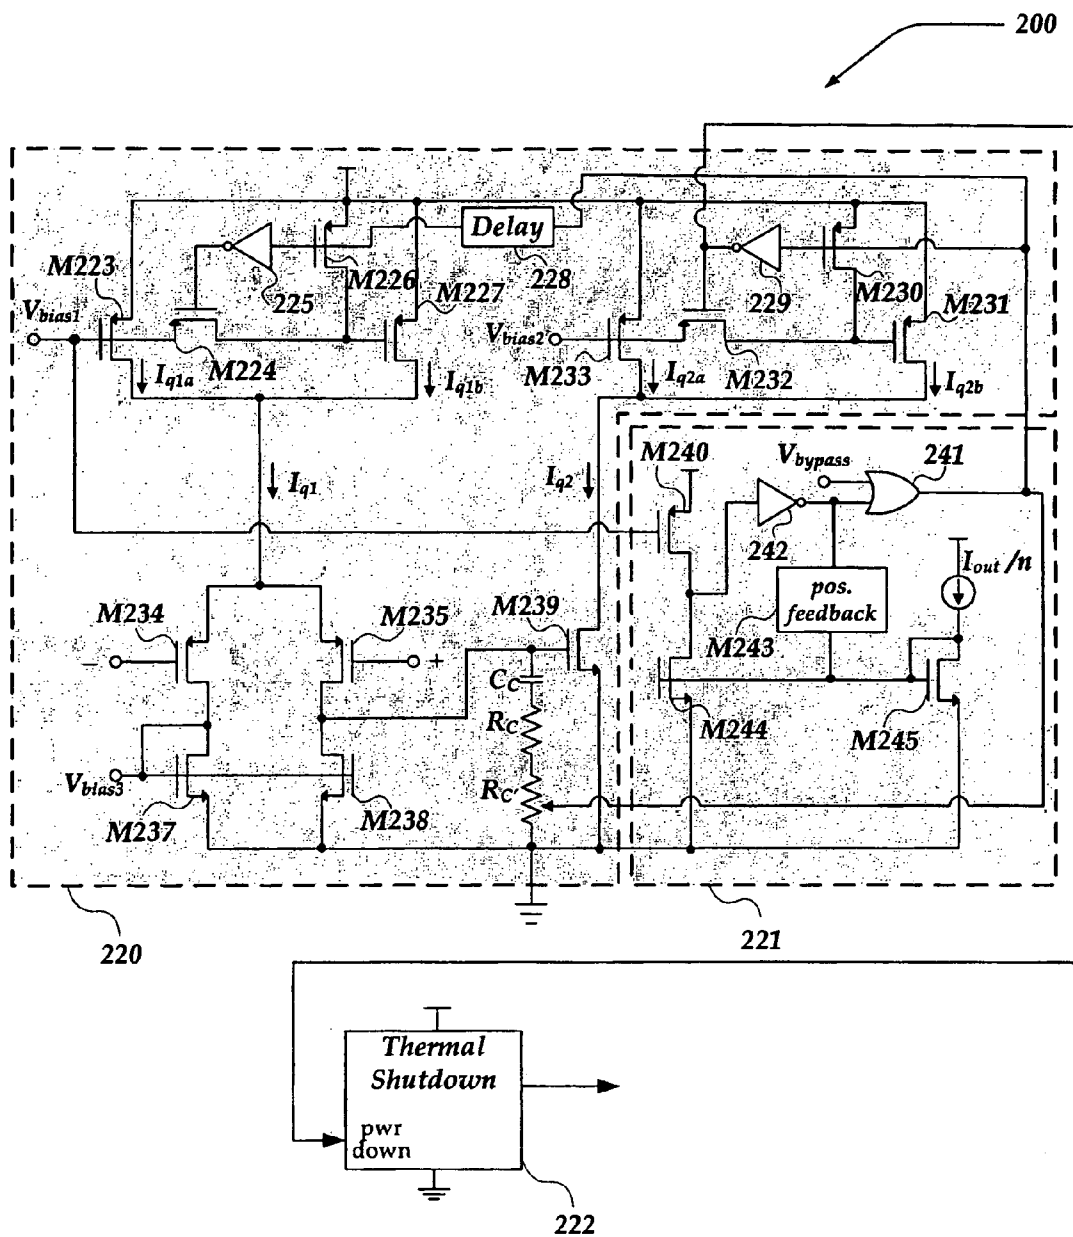 200
Delay
M223
M226
228
225
M227
229
M230
M231
Vbias1
Vbias2
Iq1a
M224
Iq1b
M233
Iq2a
M232
Iq2b
M240
Vbypass
241
Iq1
Iq2
242
Iout/n
pos.
feedback
M234
M235
M239
M243
−
+
CC
RC
M244
M245
Vbias3
RC'
M237
M238
220
221
Thermal
Shutdown
pwr
down
222